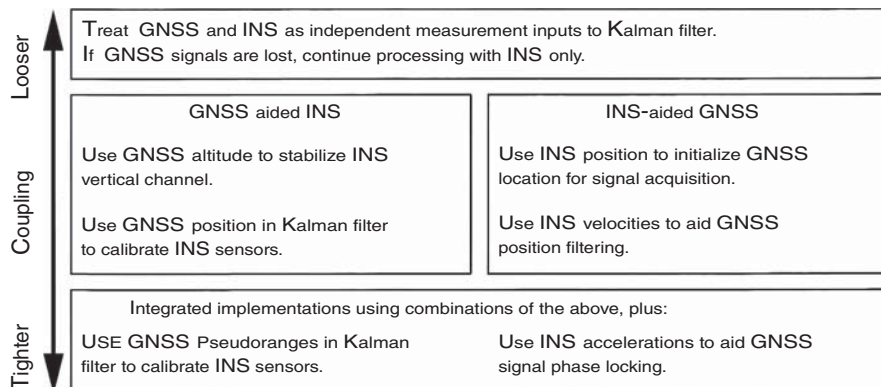 Looser
Treat GNSS and INS as independent measurement inputs to Kalman filter.
If GNSS signals are lost, continue processing with INS only.
Coupling
GNSS aided INS
Use GNSS altitude to stabilize INS
vertical channel.
Use GNSS position in Kalman filter
to calibrate INS sensors.
INS-aided GNSS
Use INS position to initialize GNSS
location for signal acquisition.
Use INS velocities to aid GNSS
position filtering.
Tighter
Integrated implementations using combinations of the above, plus:
USE GNSS Pseudoranges in Kalman
filter to calibrate INS sensors.
Use INS accelerations to aid GNSS
signal phase locking.